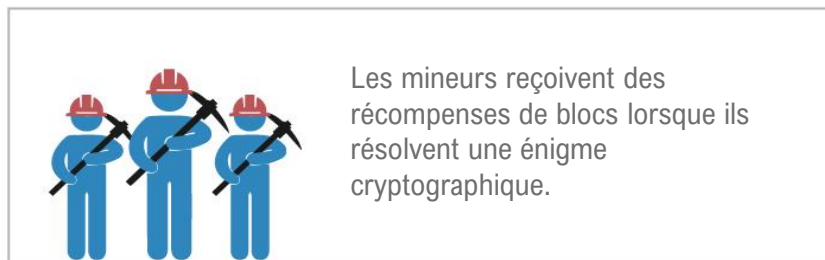 Les mineurs reçoivent des
récompenses de blocs lorsque ils
résolvent une énigme
cryptographique.